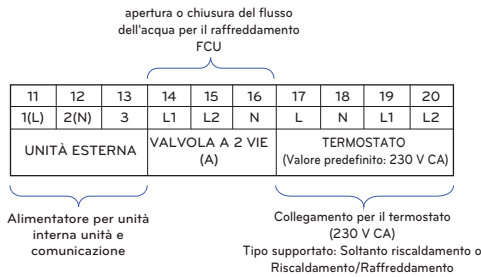 apertura o chiusura del flusso
dell'acqua per il raffreddamento
FCU
11 12 13 14 15 16 17 18 19 20
1(L) 2(N) 3 L1 L2 N L N L1 L2
UNITÀ ESTERNA
VALVOLA A 2 VIE
(A)
TERMOSTATO
(Valore predefinito: 230 V CA)
Alimentatore per unità
interna unità e
comunicazione
Collegamento per il termostato
(230 V CA)
Tipo supportato: Soltanto riscaldamento o
Riscaldamento/Raffreddamento